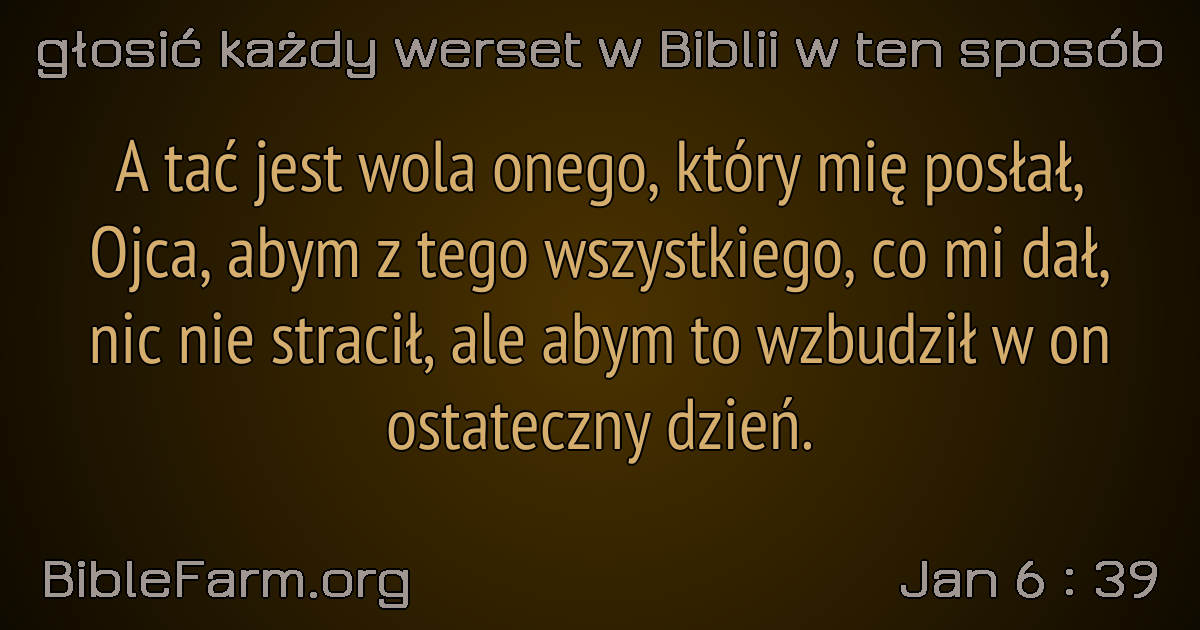 głosić każdy werset w Biblii w ten sposób
A tać jest wola onego, który mię posłał,
Ojca, abym z tego wszystkiego, co mi dał,
nic nie stracił, ale abym to wzbudził w on
ostateczny dzień.
BibleFarm.org
Jan 6 : 39